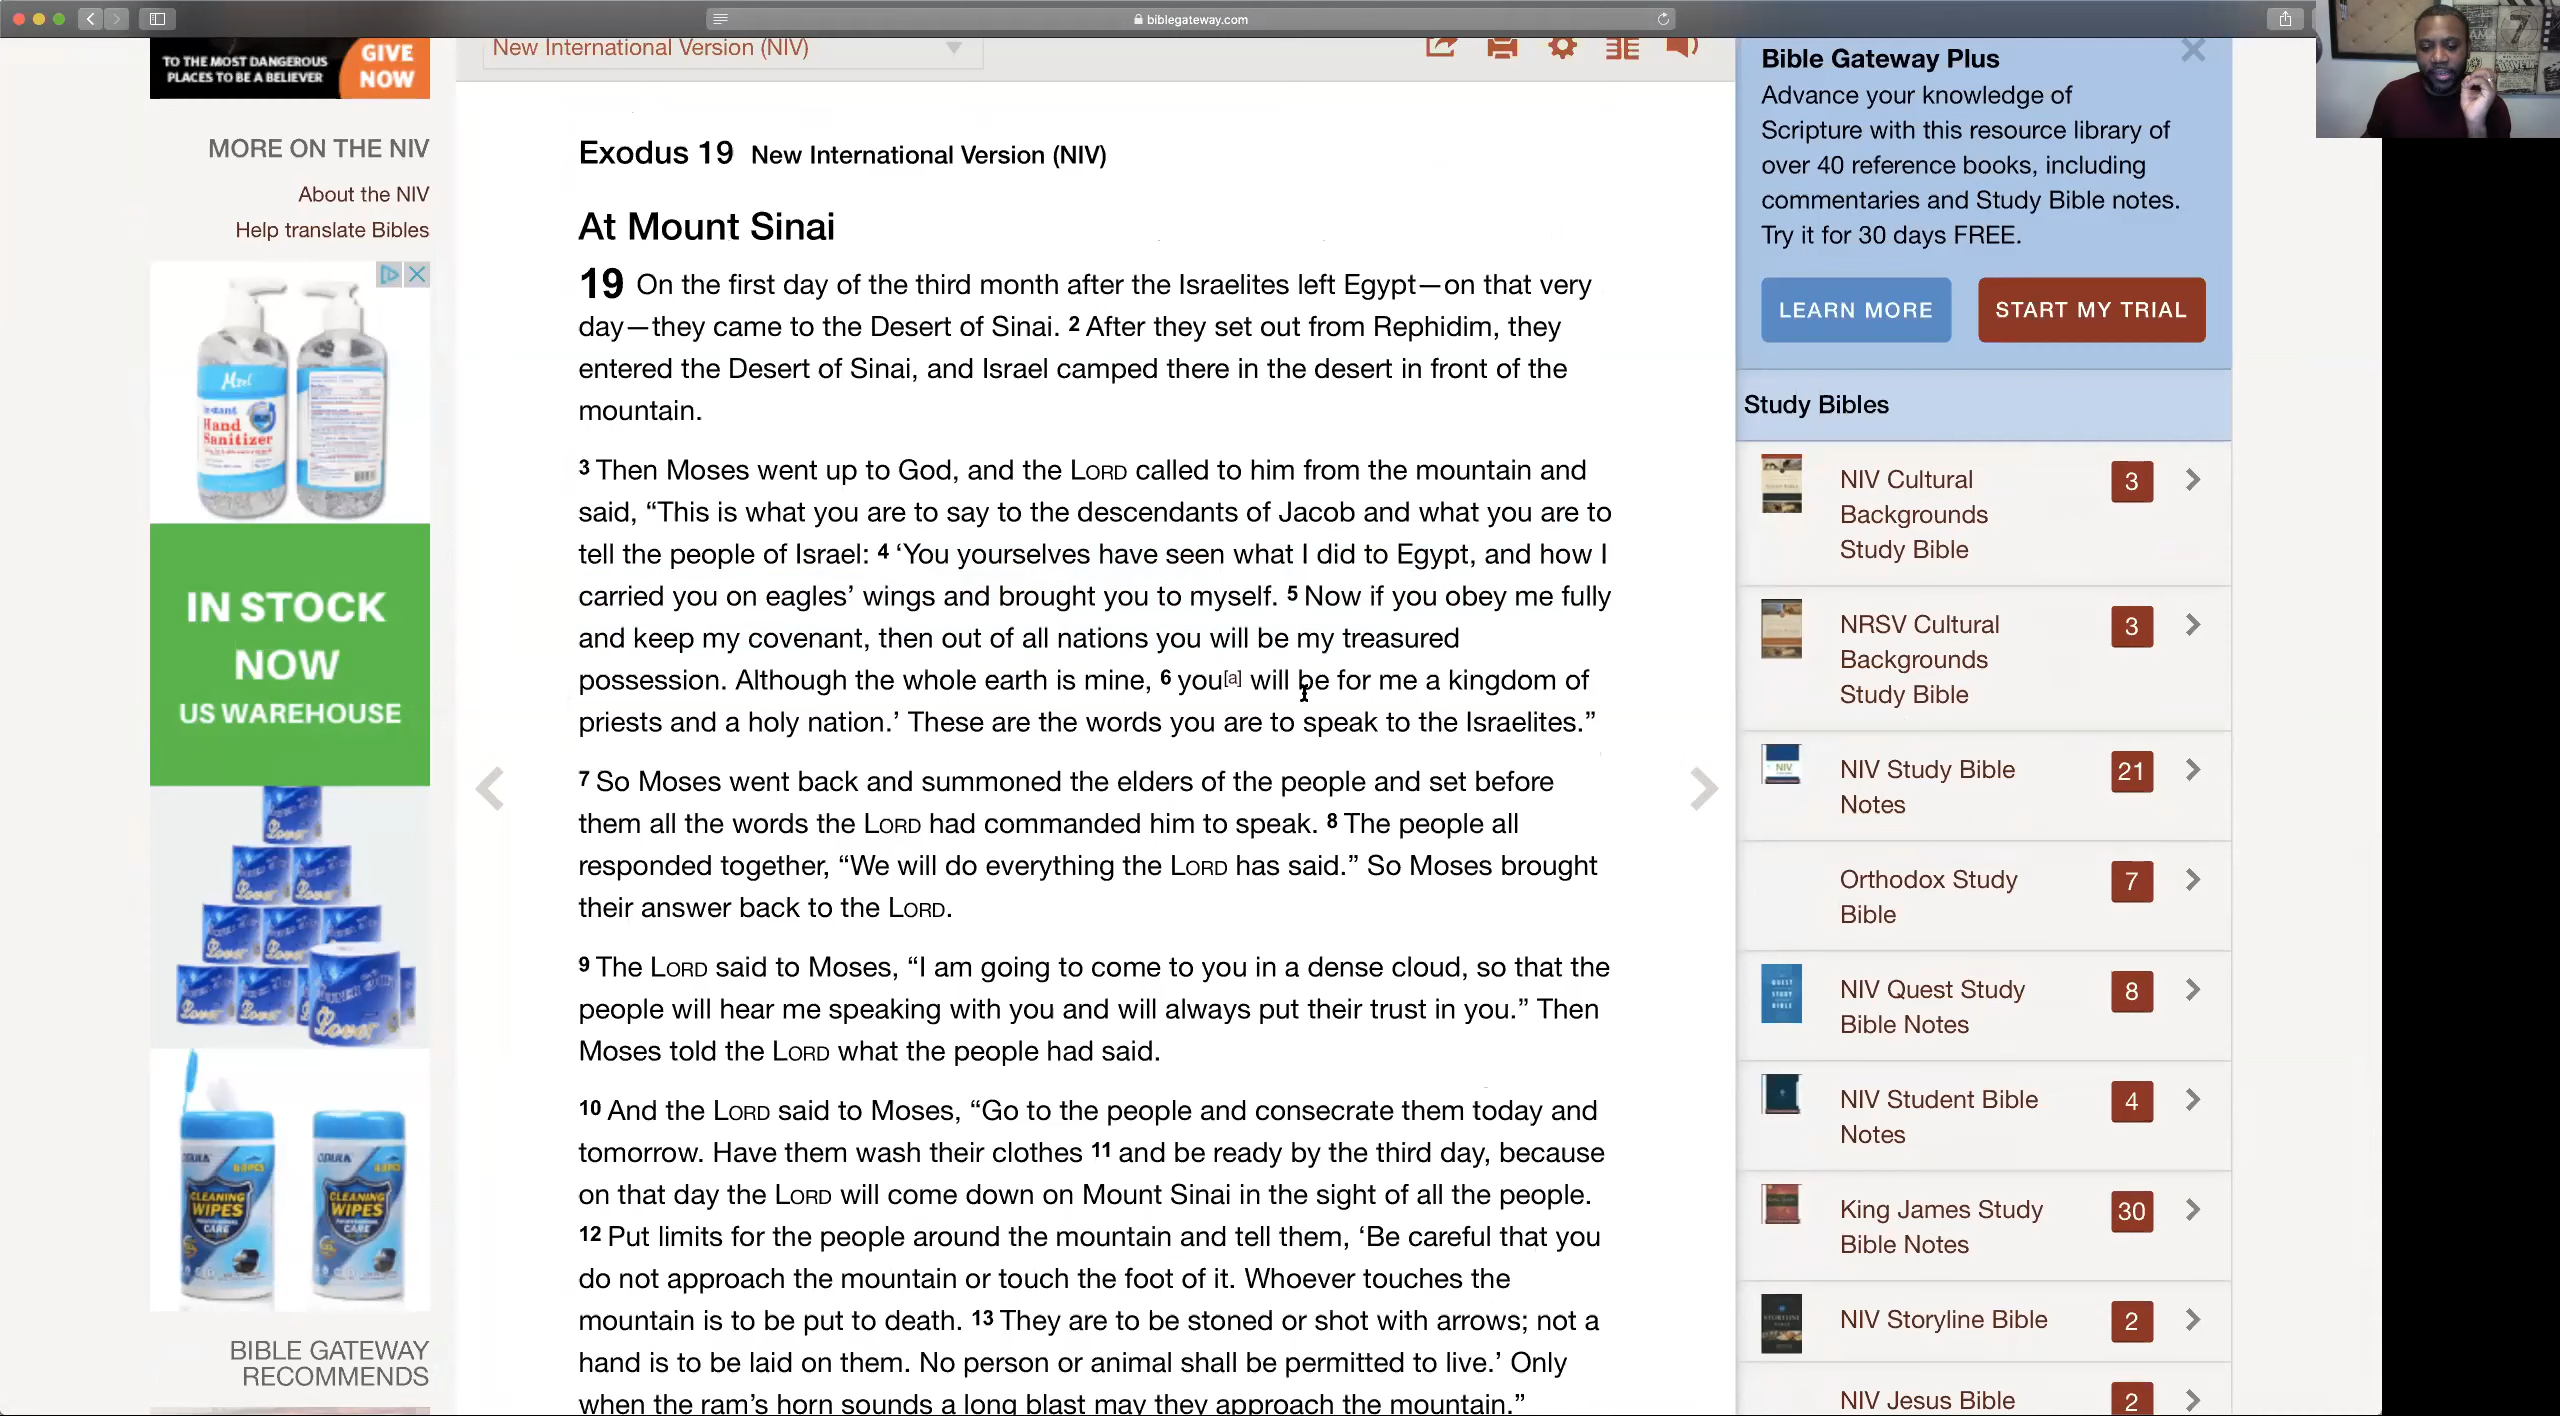 biblegateway.com
TO THE MOST DANGEROUS
PLACES TO BE A BELIEVER
GIVE
NOW
MORE ON THE NIV
About the NIV
Help translate Bibles
Instant
Hand
Sanitizer
IN STOCK
NOW
US WAREHOUSE
CLEANING
WIPES
CARE
CLEANING
WIPES
CARE
BIBLE GATEWAY
RECOMMENDS
New International Version (NIV)
Exodus 19 New International Version (NIV)
At Mount Sinai
19 On the first day of the third month after the Israelites left Egypt—on that very
day—they came to the Desert of Sinai. 2 After they set out from Rephidim, they
entered the Desert of Sinai, and Israel camped there in the desert in front of the
mountain.
3 Then Moses went up to God, and the LORD called to him from the mountain and
said, “This is what you are to say to the descendants of Jacob and what you are to
tell the people of Israel: 4 ‘You yourselves have seen what I did to Egypt, and how I
carried you on eagles’ wings and brought you to myself. 5 Now if you obey me fully
and keep my covenant, then out of all nations you will be my treasured
possession. Although the whole earth is mine, 6 you[a] will be for me a kingdom of
priests and a holy nation.’ These are the words you are to speak to the Israelites.”
7 So Moses went back and summoned the elders of the people and set before
them all the words the LORD had commanded him to speak. 8 The people all
responded together, “We will do everything the LORD has said.” So Moses brought
their answer back to the LORD.
9 The LORD said to Moses, “I am going to come to you in a dense cloud, so that the
people will hear me speaking with you and will always put their trust in you.” Then
Moses told the LORD what the people had said.
10 And the LORD said to Moses, “Go to the people and consecrate them today and
tomorrow. Have them wash their clothes 11 and be ready by the third day, because
on that day the LORD will come down on Mount Sinai in the sight of all the people.
12 Put limits for the people around the mountain and tell them, ‘Be careful that you
do not approach the mountain or touch the foot of it. Whoever touches the
mountain is to be put to death. 13 They are to be stoned or shot with arrows; not a
hand is to be laid on them. No person or animal shall be permitted to live.’ Only
when the ram’s horn sounds a long blast may they approach the mountain.”
Bible Gateway Plus
Advance your knowledge of
Scripture with this resource library of
over 40 reference books, including
commentaries and Study Bible notes.
Try it for 30 days FREE.
LEARN MORE
START MY TRIAL
Study Bibles
NIV Cultural
Backgrounds
Study Bible
3
NRSV Cultural
Backgrounds
Study Bible
3
NIV Study Bible
Notes
21
Orthodox Study
Bible
7
NIV Quest Study
Bible Notes
8
NIV Student Bible
Notes
4
King James Study
Bible Notes
30
NIV Storyline Bible
2
NIV Jesus Bible
2